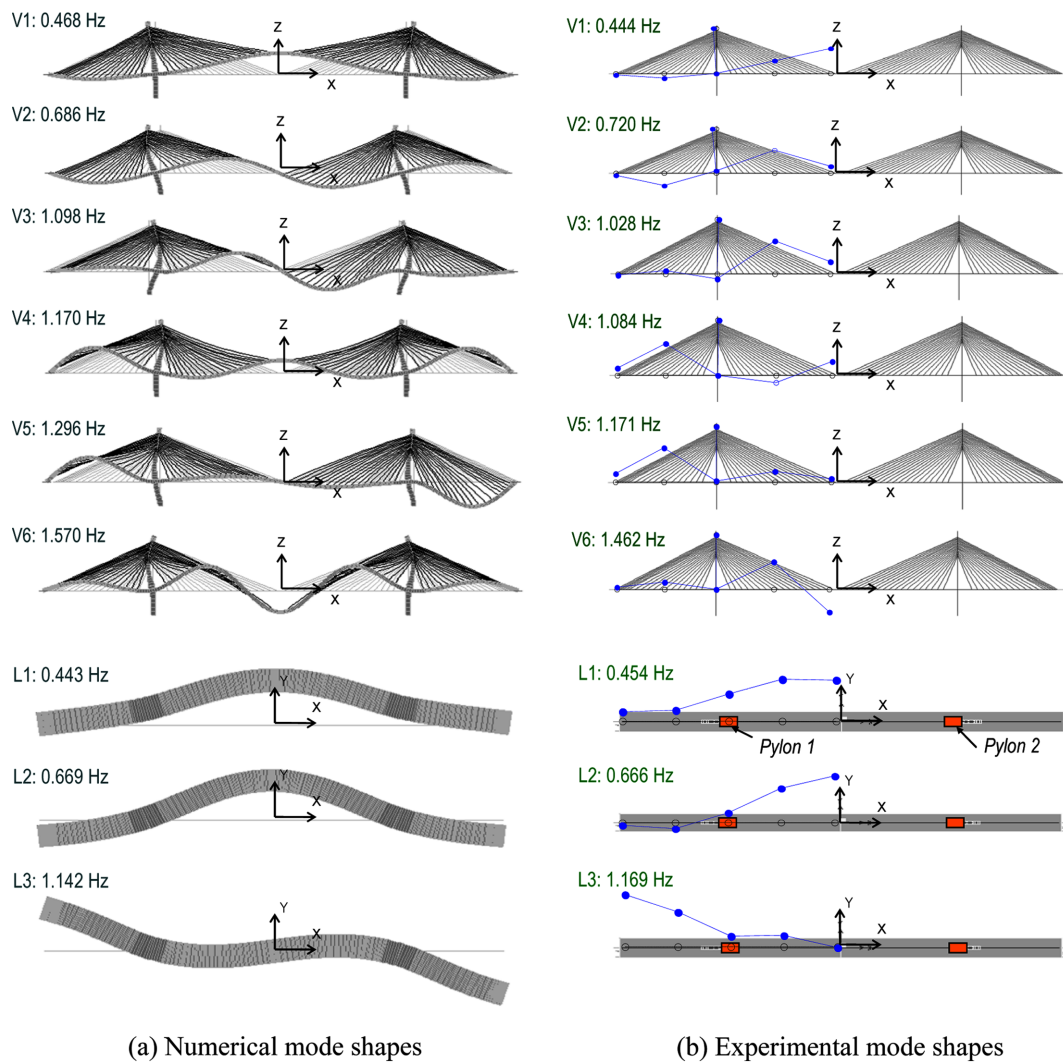 V1: 0.468 Hz
Z
X
V2: 0.686 Hz
Z
X
V3: 1.098 Hz
Z
X
V4: 1.170 Hz
Z
X
V5: 1.296 Hz
Z
X
V6: 1.570 Hz
Z
X
L1: 0.443 Hz
Y
X
L2: 0.669 Hz
Y
X
L3: 1.142 Hz
Y
X
(a) Numerical mode shapes
V1: 0.444 Hz
Z
X
V2: 0.720 Hz
Z
X
V3: 1.028 Hz
Z
X
V4: 1.084 Hz
Z
X
V5: 1.171 Hz
Z
X
V6: 1.462 Hz
Z
X
L1: 0.454 Hz
Y
X
Pylon 1
Pylon 2
L2: 0.666 Hz
Y
X
L3: 1.169 Hz
Y
X
(b) Experimental mode shapes